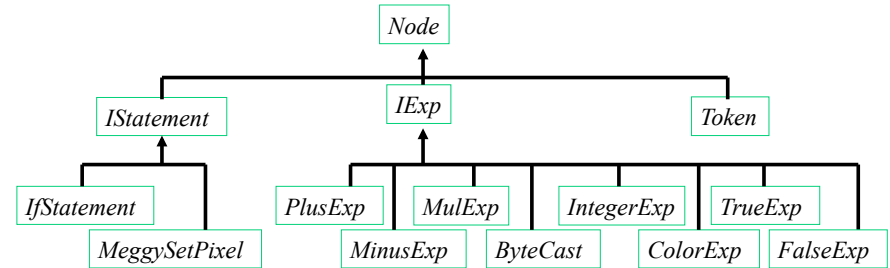 Node
IStatement
IExp
Token
IfStatement
PlusExp
MulExp
IntegerExp
TrueExp
MeggySetPixel
MinusExp
ByteCast
ColorExp
FalseExp